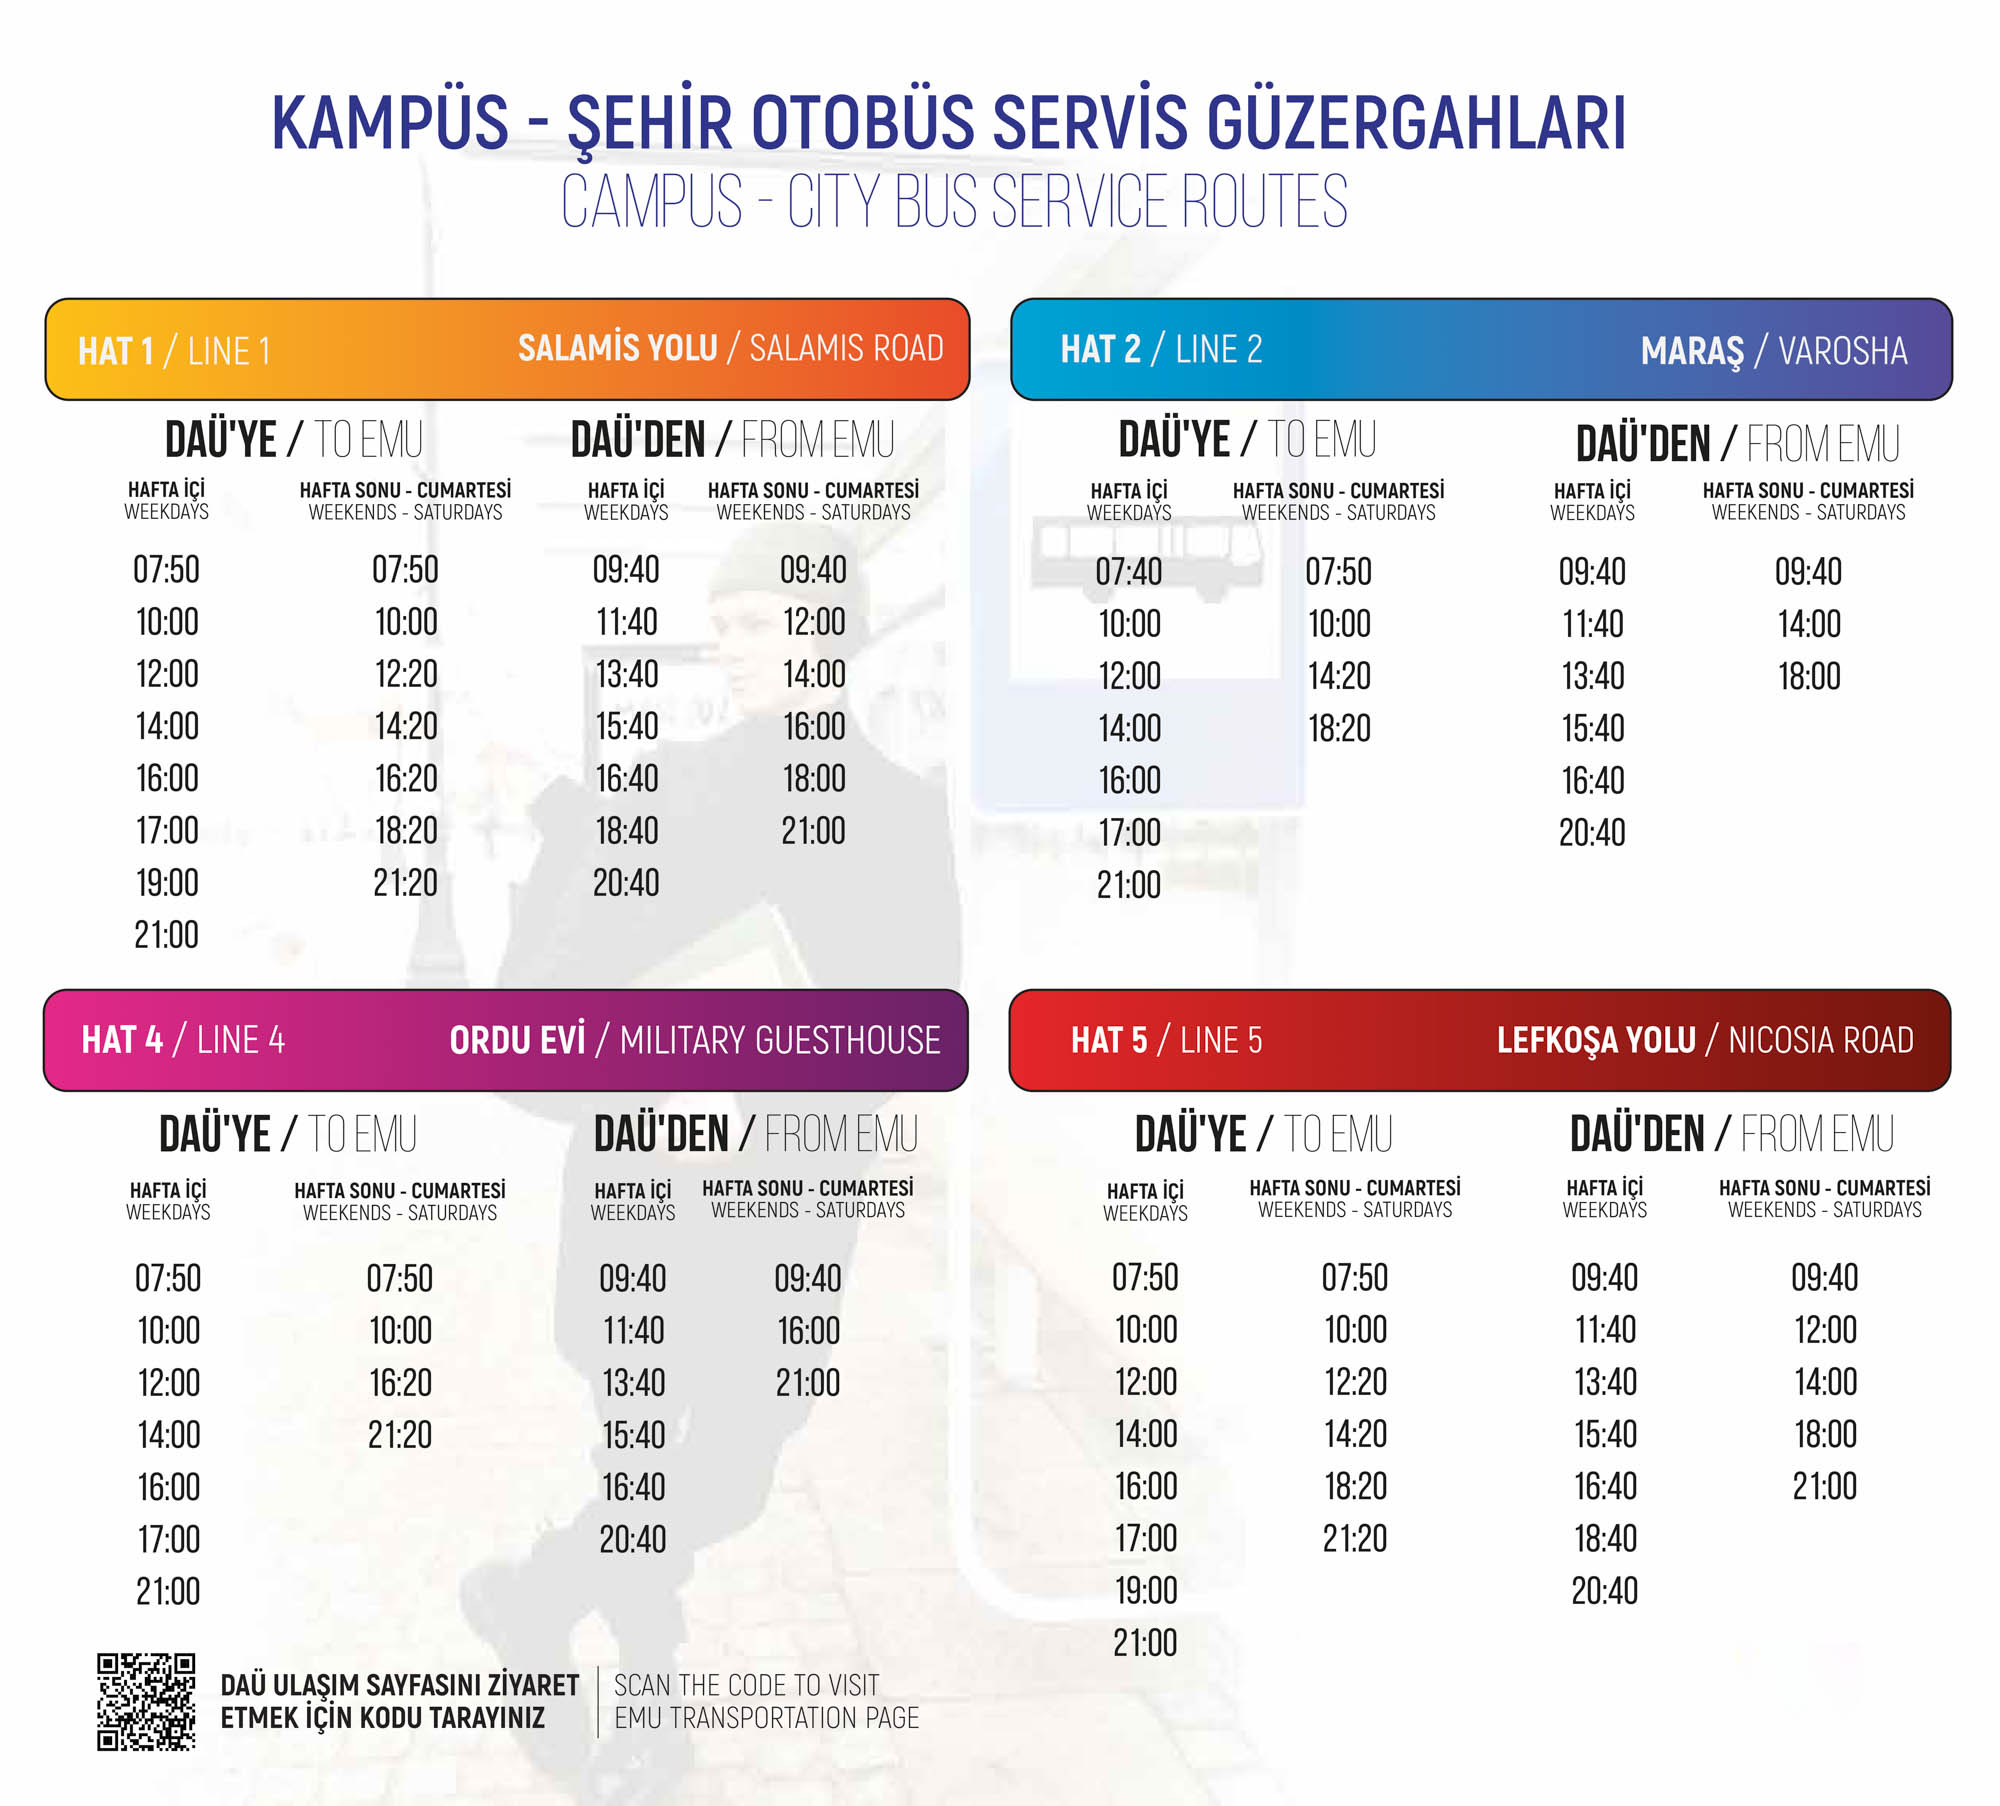 KAMPÜS - ŞEHİR OTOBÜS SERVİS GÜZERGAHLARI
CAMPUS - CITY BUS SERVICE ROUTES
HAT 1 / LINE 1 SALAMİS YOLU / SALAMIS ROAD
DAÜ'YE / TO EMU DAÜ'DEN / FROM EMU
HAFTA İÇİ HAFTA SONU - CUMARTESİ HAFTA İÇİ HAFTA SONU - CUMARTESİ
WEEKDAYS WEEKENDS - SATURDAYS WEEKDAYS WEEKENDS - SATURDAYS
07:50 07:50 09:40 09:40
10:00 10:00 11:40 12:00
12:00 12:20 13:40 14:00
14:00 14:20 15:40 16:00
16:00 16:20 16:40 18:00
17:00 18:20 18:40 21:00
19:00 21:20 20:40
21:00
HAT 2 / LINE 2 MARAŞ / VAROSHA
DAÜ'YE / TO EMU DAÜ'DEN / FROM EMU
HAFTA İÇİ HAFTA SONU - CUMARTESİ HAFTA İÇİ HAFTA SONU - CUMARTESİ
WEEKDAYS WEEKENDS - SATURDAYS WEEKDAYS WEEKENDS - SATURDAYS
07:40 07:50 09:40 09:40
10:00 10:00 11:40 14:00
12:00 14:20 13:40 18:00
14:00 18:20 15:40
16:00 16:40
17:00 20:40
21:00
HAT 4 / LINE 4 ORDU EVİ / MILITARY GUESTHOUSE
DAÜ'YE / TO EMU DAÜ'DEN / FROM EMU
HAFTA İÇİ HAFTA SONU - CUMARTESİ HAFTA İÇİ HAFTA SONU - CUMARTESİ
WEEKDAYS WEEKENDS - SATURDAYS WEEKDAYS WEEKENDS - SATURDAYS
07:50 07:50 09:40 09:40
10:00 10:00 11:40 16:00
12:00 16:20 13:40 21:00
14:00 21:20 15:40
16:00 16:40
17:00 20:40
21:00
HAT 5 / LINE 5 LEFKOŞA YOLU / NICOSIA ROAD
DAÜ'YE / TO EMU DAÜ'DEN / FROM EMU
HAFTA İÇİ HAFTA SONU - CUMARTESİ HAFTA İÇİ HAFTA SONU - CUMARTESİ
WEEKDAYS WEEKENDS - SATURDAYS WEEKDAYS WEEKENDS - SATURDAYS
07:50 07:50 09:40 09:40
10:00 10:00 11:40 12:00
12:00 12:20 13:40 14:00
14:00 14:20 15:40 18:00
16:00 18:20 16:40 21:00
17:00 21:20 18:40
19:00 20:40
21:00
DAÜ ULAŞIM SAYFASINI ZİYARET
ETMEK İÇİN KODU TARAYINIZ
SCAN THE CODE TO VISIT
EMU TRANSPORTATION PAGE